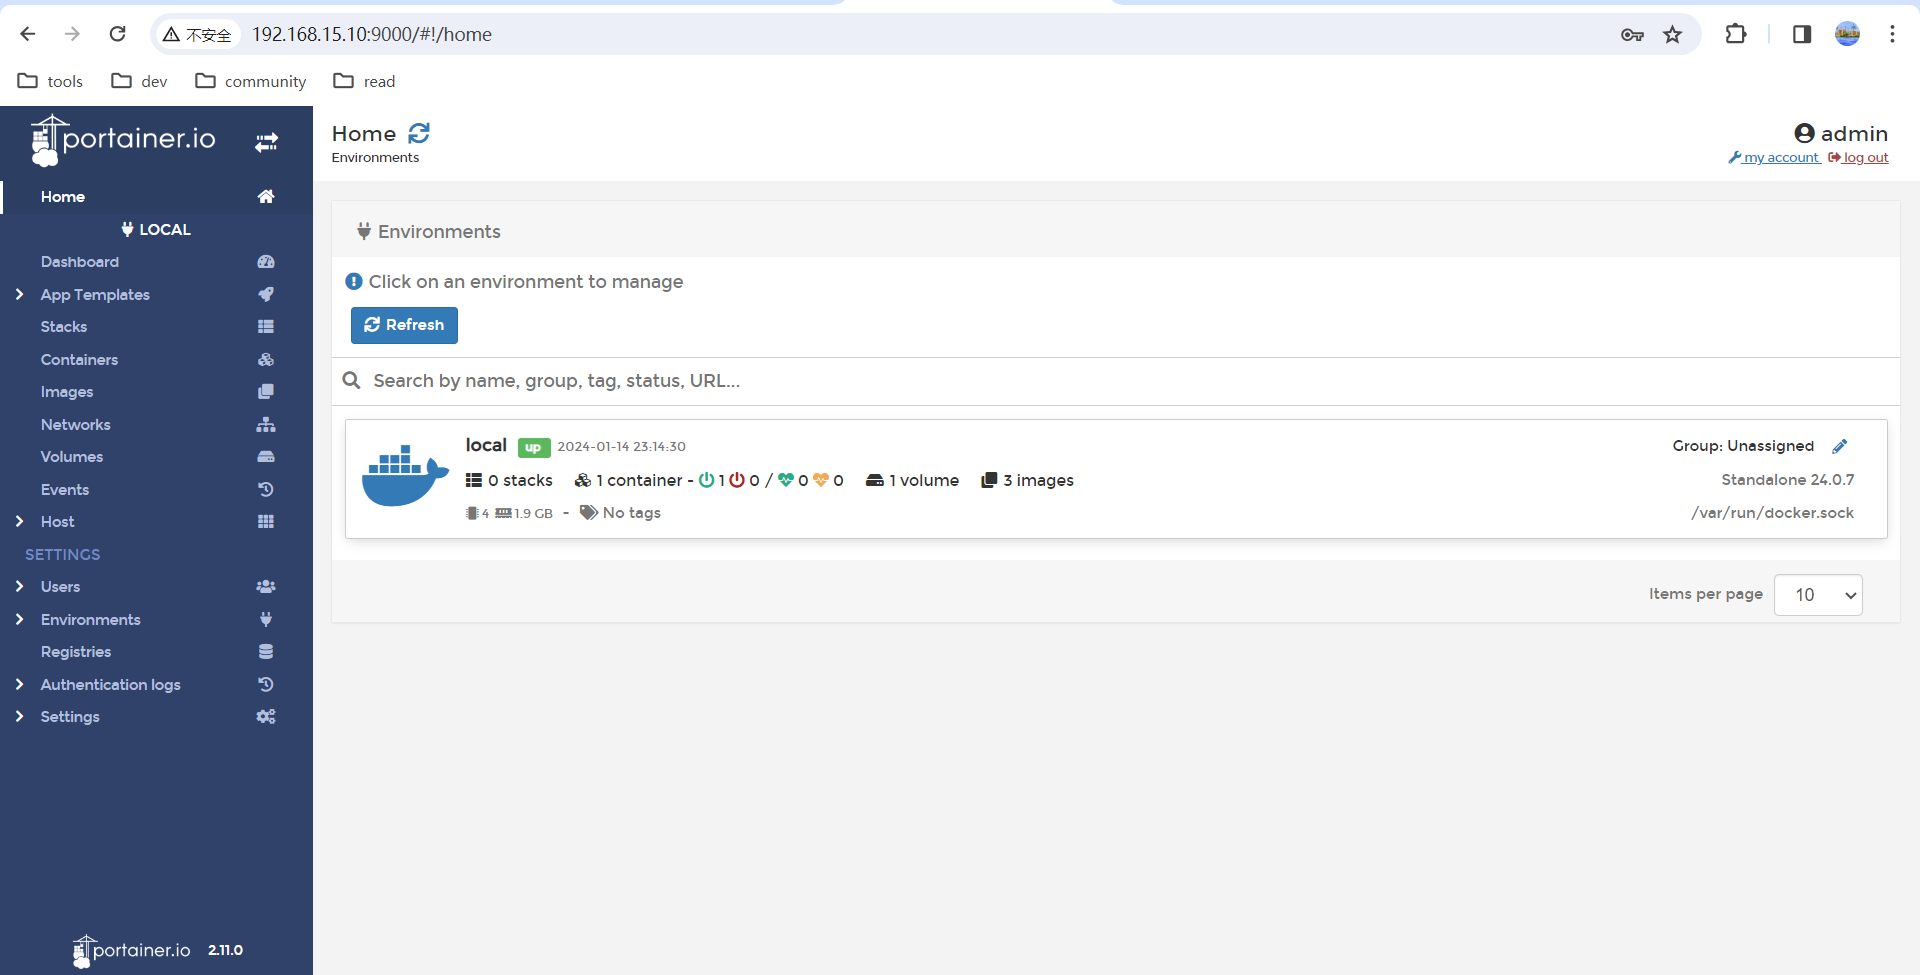 不安全 192.168.15.10:9000/#!/home
tools dev community read
portainer.io
Home
LOCAL
Dashboard
App Templates
Stacks
Containers
Images
Networks
Volumes
Events
Host
SETTINGS
Users
Environments
Registries
Authentication logs
Settings
portainer.io 2.11.0
Home
Environments
admin
my account log out
Environments
Click on an environment to manage
Refresh
Search by name, group, tag, status, URL...
local up 2024-01-14 23:14:30
Group: Unassigned
0 stacks 1 container - 1 0 / 0 0 1 volume 3 images
Standalone 24.0.7
4 1.9 GB - No tags
/var/run/docker.sock
Items per page 10